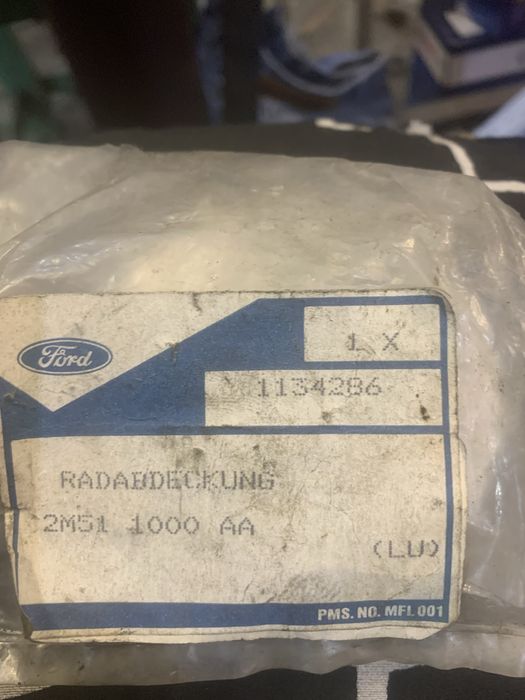 Ford
1 X
1134286
RADABDECKUNG
2M51 1000 AA
(LU)
PMS. NO. MFL 001